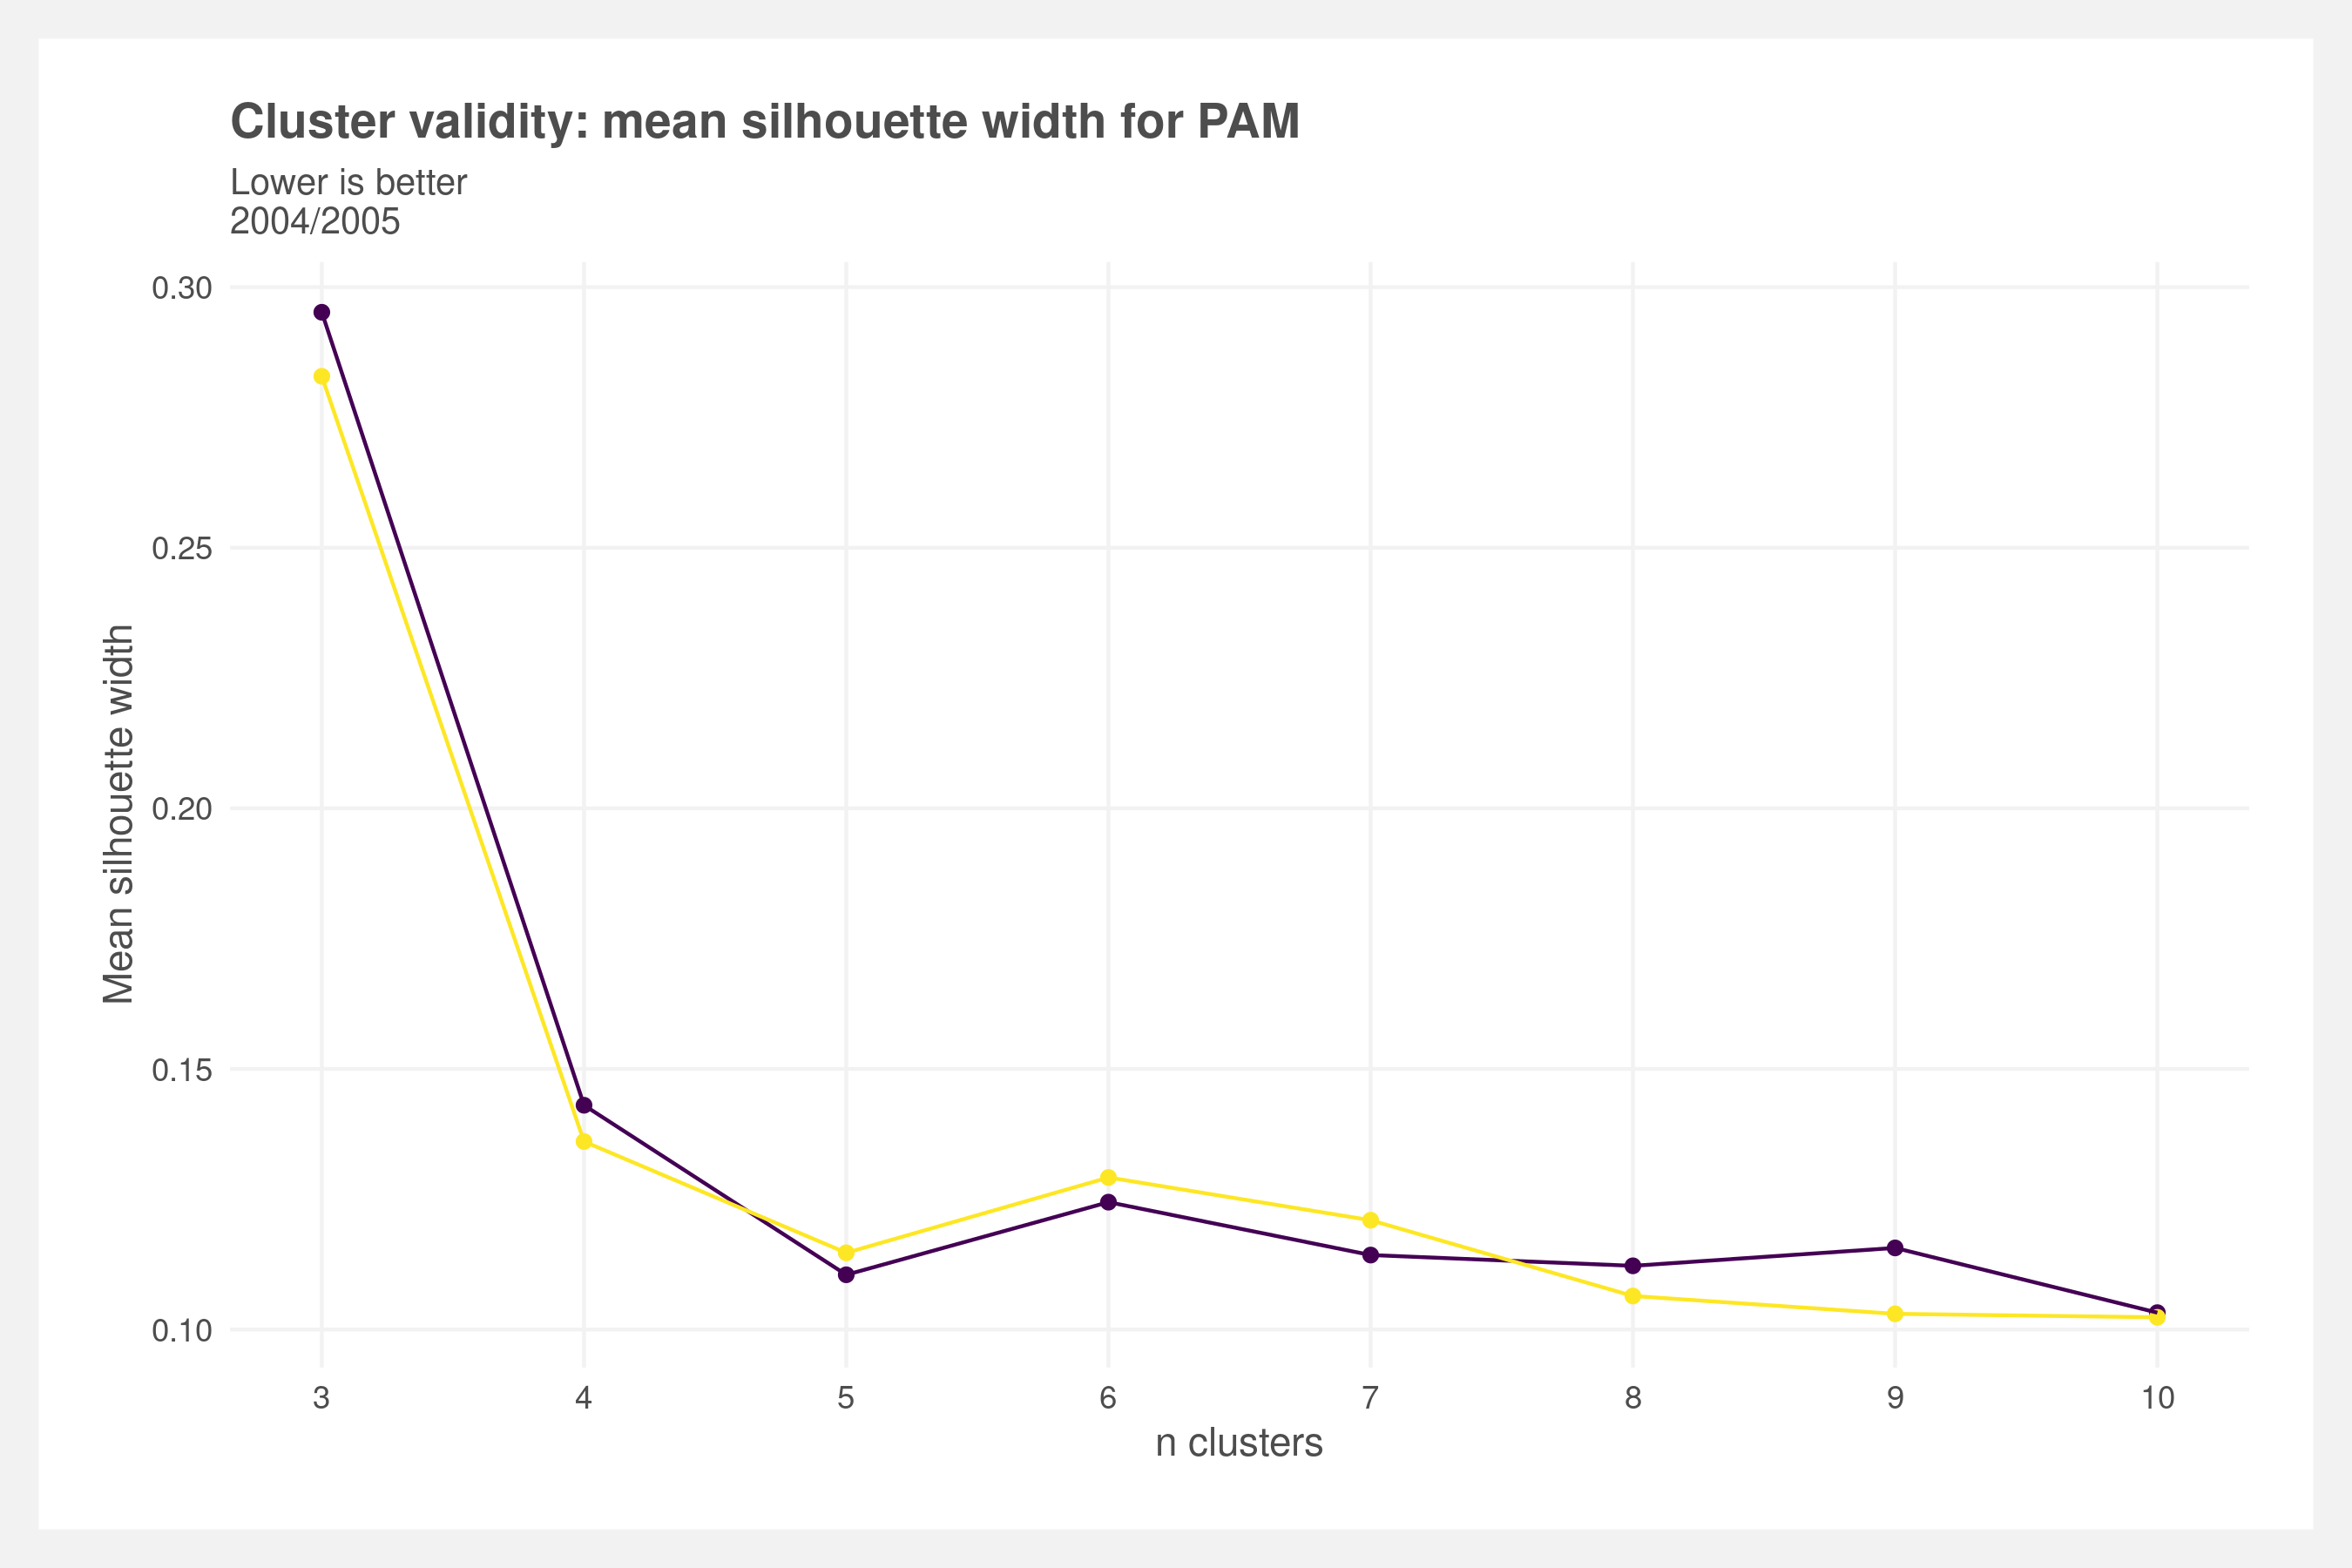 Cluster validity: mean silhouette width for PAM
Lower is better
2004/2005
Mean silhouette width
0.30
0.25
0.20
0.15
0.10
3 4 5 6 7 8 9 10
n clusters